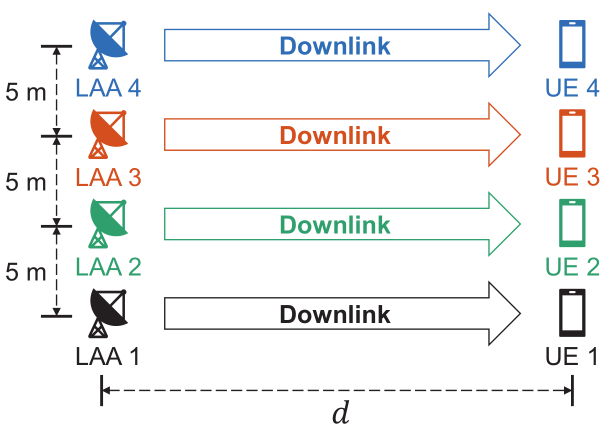 Downlink
LAA 4
UE 4
5 m
Downlink
LAA 3
UE 3
5 m
Downlink
LAA 2
UE 2
5 m
Downlink
LAA 1
UE 1
d